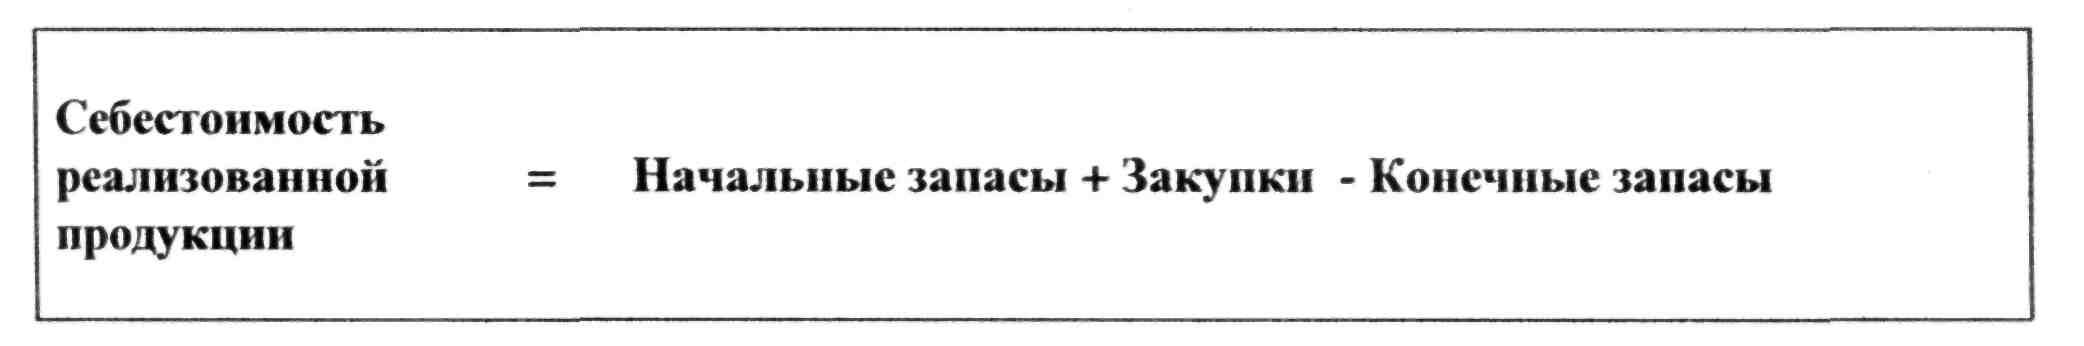 Себестоимость
реализованной = Начальные запасы + Закупки - Конечные запасы
продукции